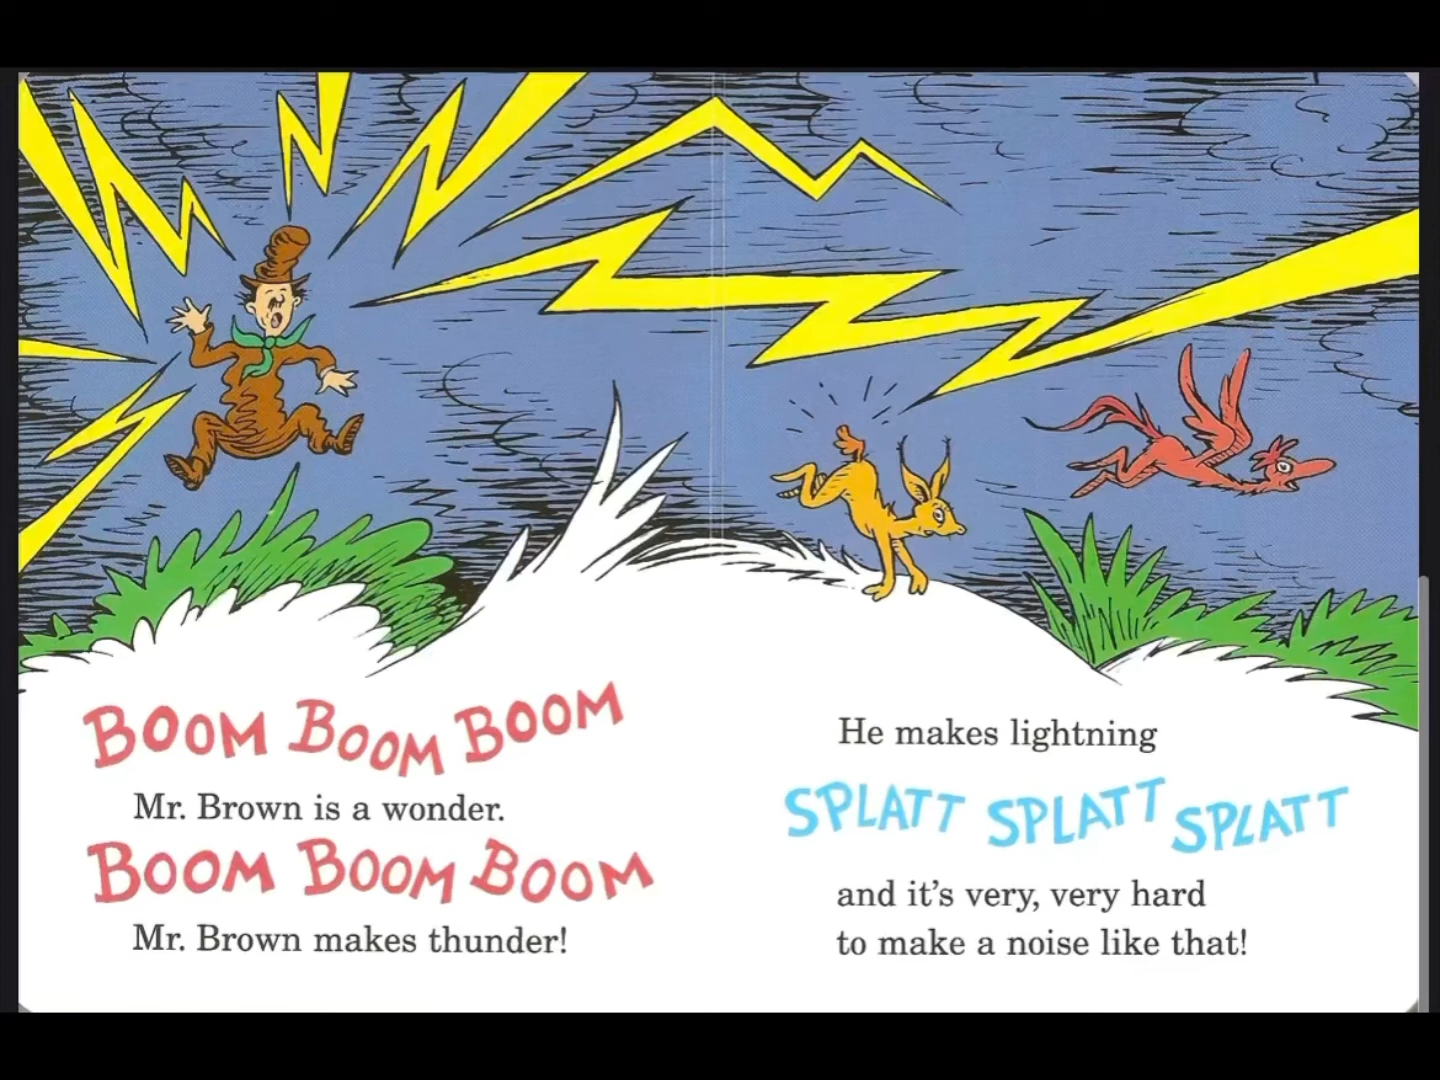 BOOM BOOM BOOM
Mr. Brown is a wonder.
BOOM BOOM BOOM
Mr. Brown makes thunder!
He makes lightning
SPLATT SPLATT SPLATT
and it's very, very hard
to make a noise like that!